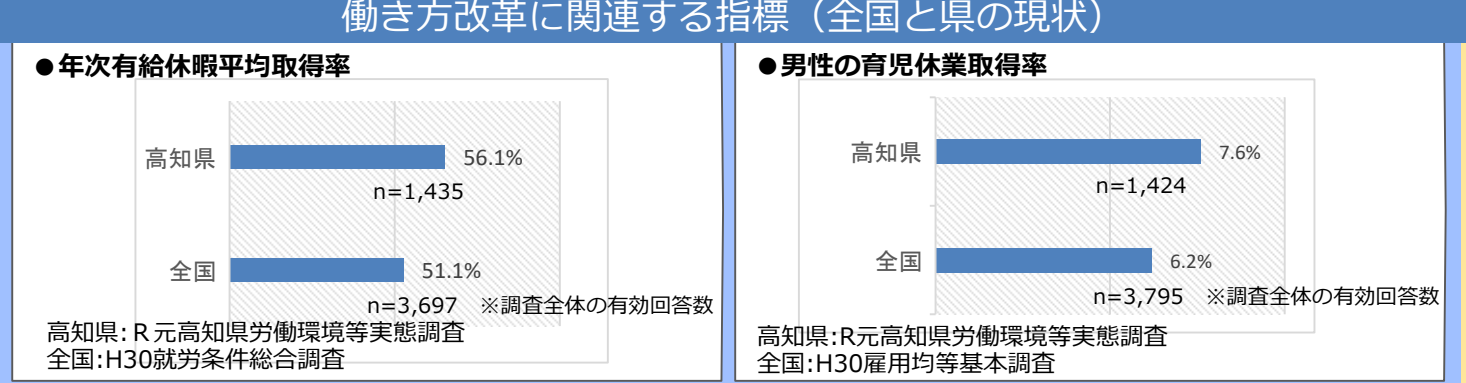 働き方改革に関連する指標（全国と県の現状）
●年次有給休暇平均取得率
高知県
56.1%
n=1,435
全国
51.1%
n=3,697　※調査全体の有効回答数
高知県:Ｒ元高知県労働環境等実態調査
全国:H30就労条件総合調査
●男性の育児休業取得率
高知県
7.6%
n=1,424
全国
6.2%
n=3,795　※調査全体の有効回答数
高知県:R元高知県労働環境等実態調査
全国:H30雇用均等基本調査